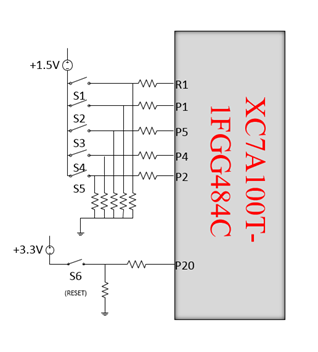 +1.5V
S1
S2
S3
S4
S5
R1
P1
P5
P4
P2
XC7A100T-
1FGG484C
+3.3V
S6
(RESET)
P20